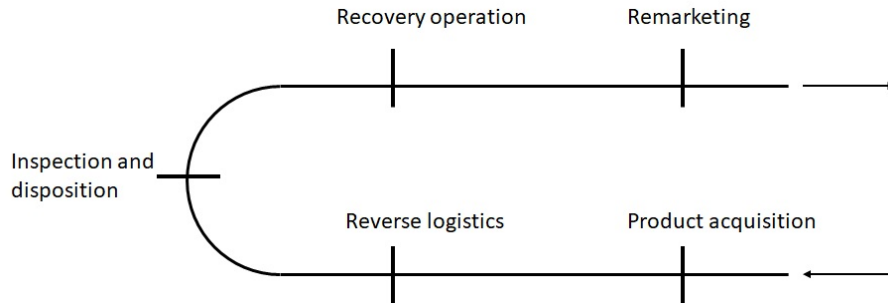 Recovery operation
Remarketing
Inspection and
disposition
Reverse logistics
Product acquisition